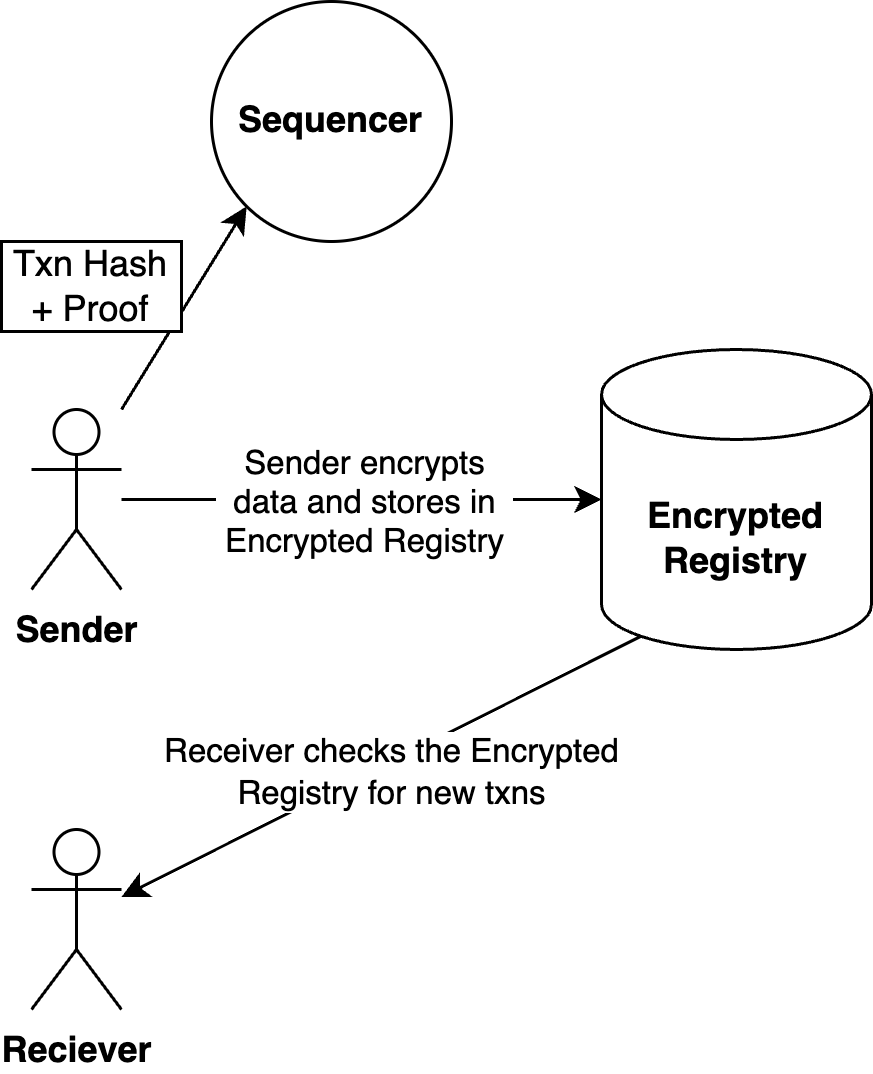 Sequencer
Txn Hash
+ Proof
Sender encrypts
data and stores in
Encrypted Registry
Encrypted
Registry
Sender
Receiver checks the Encrypted
Registry for new txns
Reciever